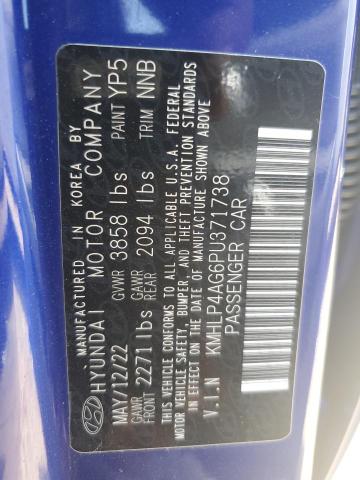 MANUFACTURED IN KOREA BY
HYUNDAI MOTOR COMPANY
MAY/12/22 GVWR 3858 lbs PAINT YP5
GAWR FRONT 2271 lbs GAWR REAR 2094 lbs TRIM NNB
THIS VEHICLE CONFORMS TO ALL APPLICABLE U.S.A. FEDERAL
MOTOR VEHICLE SAFETY, BUMPER, AND THEFT PREVENTION STANDARDS
IN EFFECT ON THE DATE OF MANUFACTURE SHOWN ABOVE
V.I.N KMHLP4AG6PU371738
PASSENGER CAR